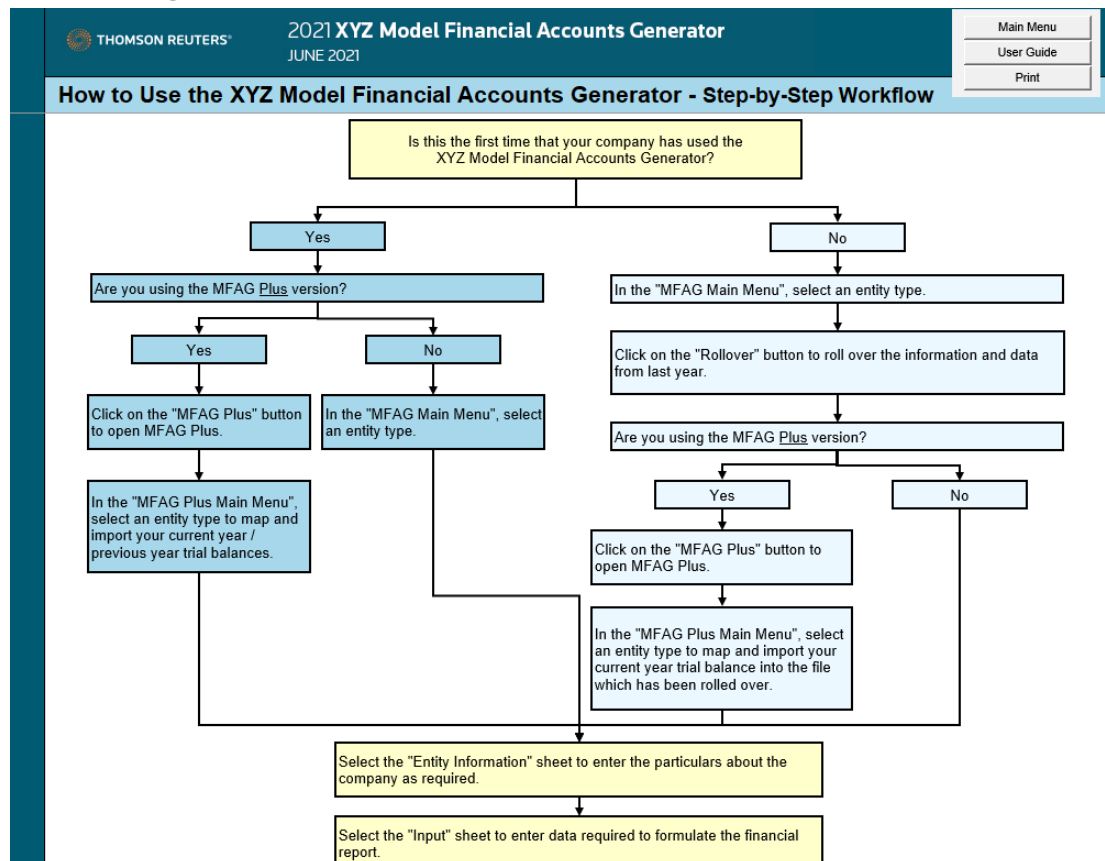 THOMSON REUTERS®
2021 XYZ Model Financial Accounts Generator
JUNE 2021
Main Menu
User Guide
Print
How to Use the XYZ Model Financial Accounts Generator - Step-by-Step Workflow
Is this the first time that your company has used the
XYZ Model Financial Accounts Generator?
Yes
No
Are you using the MFAG Plus version?
In the "MFAG Main Menu", select an entity type.
Yes
No
Click on the "Rollover" button to roll over the information and data
from last year.
Click on the "MFAG Plus" button
to open MFAG Plus.
In the "MFAG Main Menu", select
an entity type.
Are you using the MFAG Plus version?
In the "MFAG Plus Main Menu",
select an entity type to map and
import your current year /
previous year trial balances.
Yes
No
Click on the "MFAG Plus" button to
open MFAG Plus.
In the "MFAG Plus Main Menu", select
an entity type to map and import your
current year trial balance into the file
which has been rolled over.
Select the "Entity Information" sheet to enter the particulars about the
company as required.
Select the "Input" sheet to enter data required to formulate the financial
report.